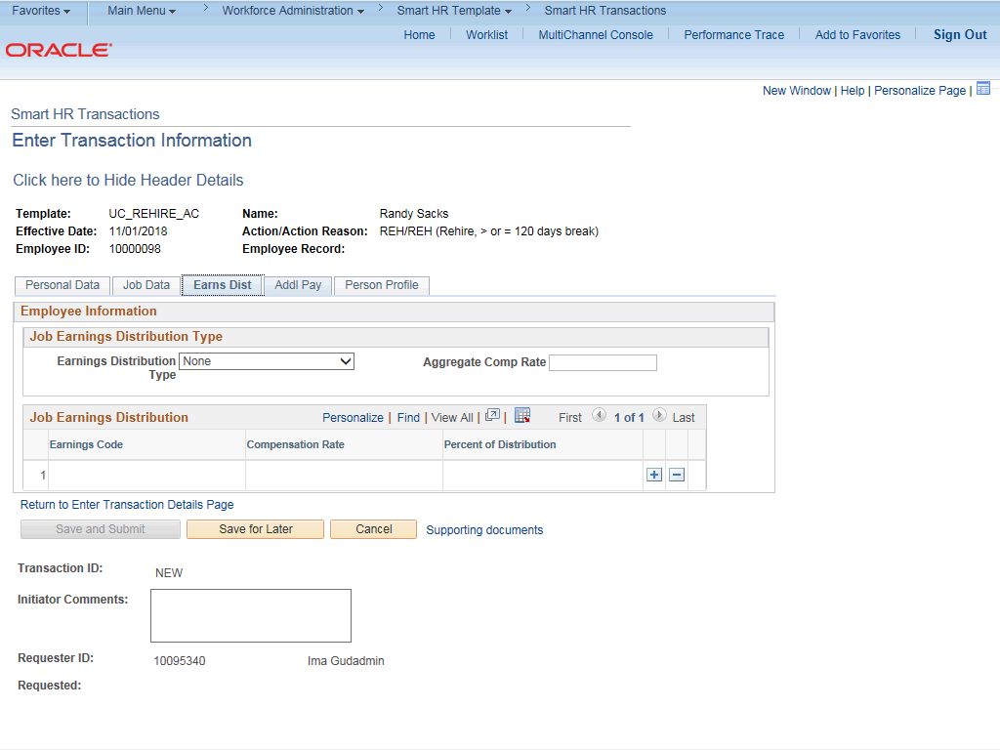 Favorites Main Menu > Workforce Administration > Smart HR Template > Smart HR Transactions
Home Worklist MultiChannel Console Performance Trace Add to Favorites Sign Out
ORACLE
New Window | Help | Personalize Page |
Smart HR Transactions
Enter Transaction Information
Click here to Hide Header Details
Template: UC_REHIRE_AC Name: Randy Sacks
Effective Date: 11/01/2018 Action/Action Reason: REH/REH (Rehire, > or = 120 days break)
Employee ID: 10000098 Employee Record:
Personal Data Job Data Earns Dist Addl Pay Person Profile
Employee Information
Job Earnings Distribution Type
Earnings Distribution Type None Aggregate Comp Rate
Job Earnings Distribution Personalize | Find | View All | | First 1 of 1 Last
Earnings Code Compensation Rate Percent of Distribution
1
Return to Enter Transaction Details Page
Save and Submit Save for Later Cancel Supporting documents
Transaction ID: NEW
Initiator Comments:
Requester ID: 10095340 Ima Gudadmin
Requested: